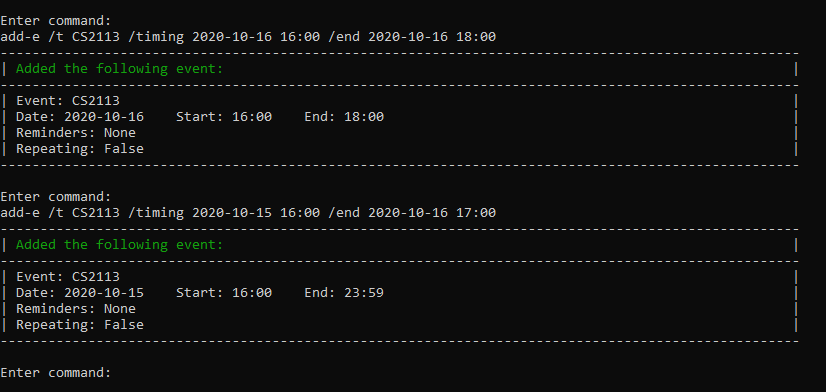 Enter command:
add-e /t CS2113 /timing 2020-10-16 16:00 /end 2020-10-16 18:00
----------------------------------------------------------------------------------------------------
| Added the following event: |
----------------------------------------------------------------------------------------------------
| Event: CS2113 |
| Date: 2020-10-16    Start: 16:00    End: 18:00 |
| Reminders: None |
| Repeating: False |
----------------------------------------------------------------------------------------------------
Enter command:
add-e /t CS2113 /timing 2020-10-15 16:00 /end 2020-10-16 17:00
----------------------------------------------------------------------------------------------------
| Added the following event: |
----------------------------------------------------------------------------------------------------
| Event: CS2113 |
| Date: 2020-10-15    Start: 16:00    End: 23:59 |
| Reminders: None |
| Repeating: False |
----------------------------------------------------------------------------------------------------
Enter command: